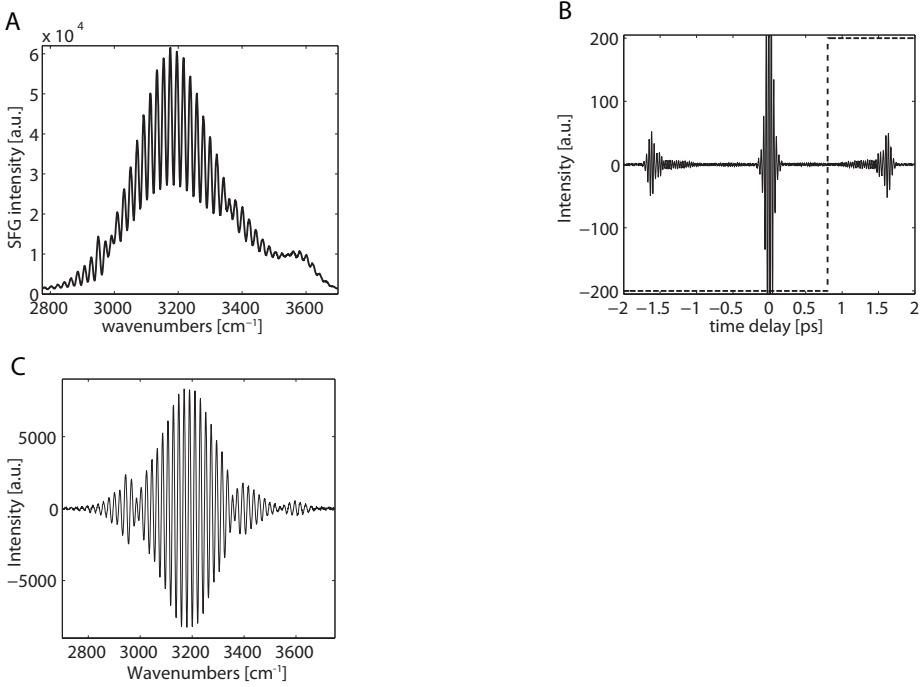 A
x 10⁴
6
5
4
3
2
1
0
SFG intensity [a.u.]
2800 3000 3200 3400 3600
wavenumbers [cm⁻¹]
B
200
100
0
−100
−200
Intensity [a.u.]
−2 −1.5 −1 −0.5 0 0.5 1 1.5 2
time delay [ps]
C
5000
0
−5000
Intensity [a.u.]
2800 3000 3200 3400 3600
Wavenumbers [cm⁻¹]